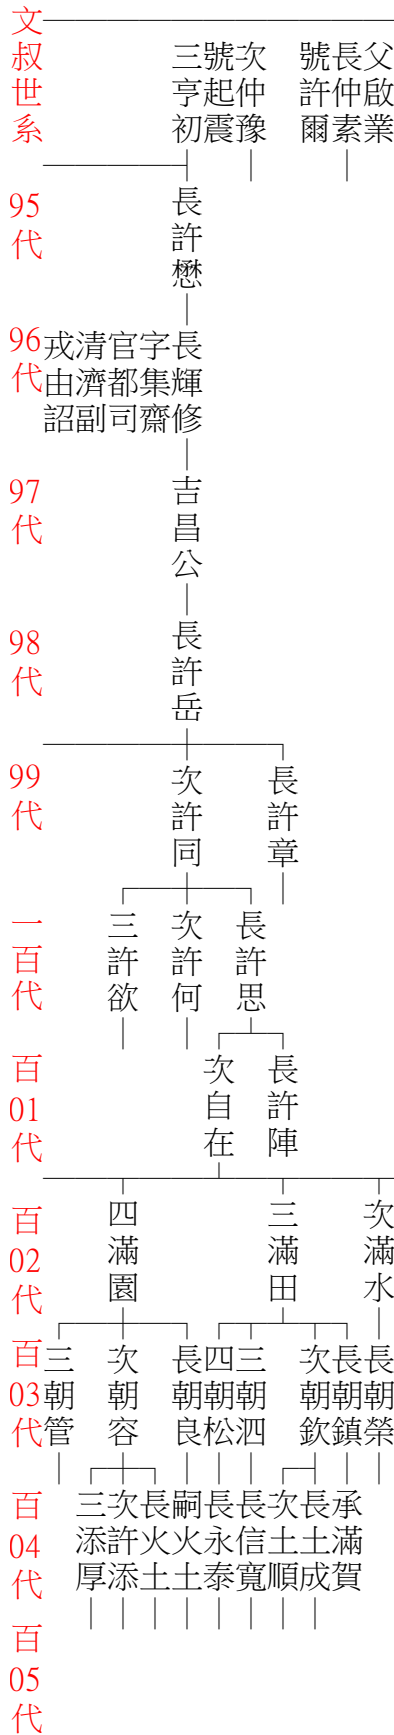 文叔世系
父啟業
長仲素
號許爾
次仲豫
號起震
三亨初
95代
長許懋
96代
長輝修
字集齋
官都司
清濟副
戎由詔
97代
吉昌公
98代
長許岳
99代
長許章
次許同
一百代
長許思
次許何
三許欲
百01代
長許陣
次自在
百02代
次滿水
三滿田
四滿園
百03代
長朝榮
長朝鎮
次朝欽
三朝泗
四朝松
長朝良
次朝容
三朝管
百04代
承滿賀
長土成
次土順
長信寬
長永泰
嗣火土
長火土
次許添
三添厚
百05代